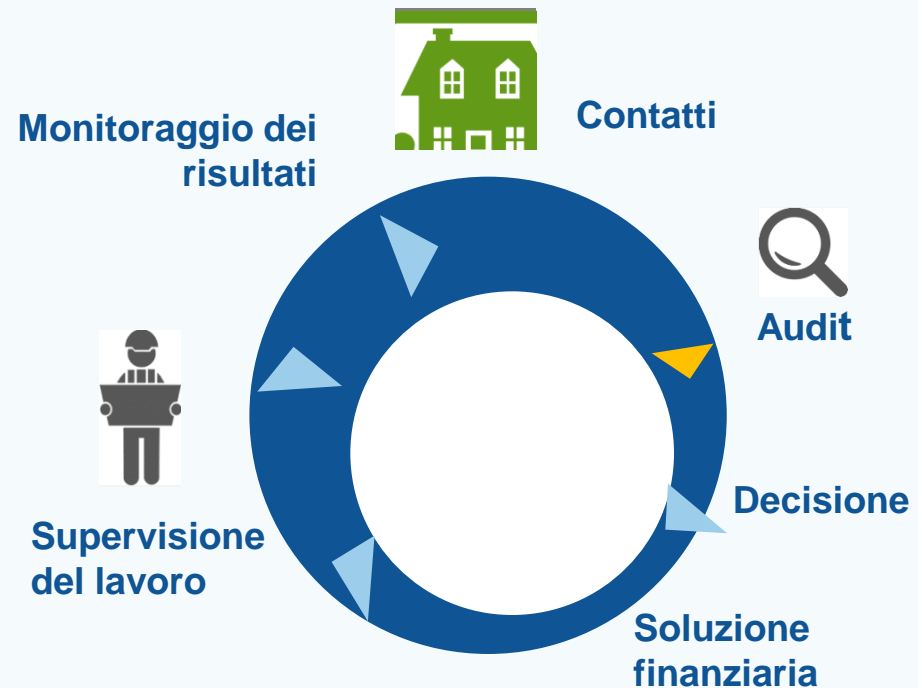 Contatti
Audit
Decisione
Soluzione
finanziaria
Supervisione
del lavoro
Monitoraggio dei
risultati